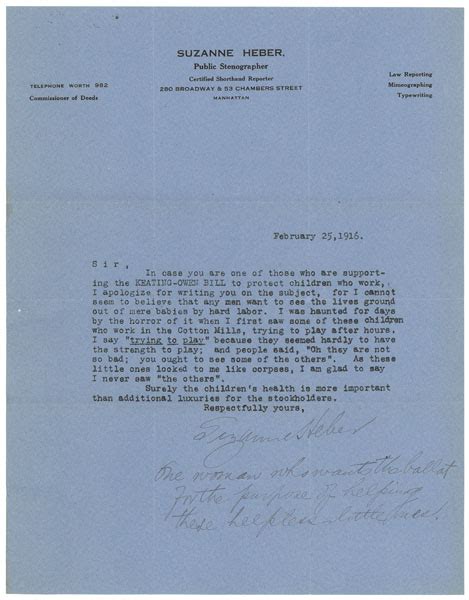 SUZANNE HEBER,
Public Stenographer
Certified Shorthand Reporter
TELEPHONE WORTH 982
280 BROADWAY & 53 CHAMBERS STREET
Commissioner of Deeds
MANHATTAN
Law Reporting
Mimeographing
Typewriting
February 25,1916.
Sir,
In case you are one of those who are support-
ing the KEATING-OWEN BILL to protect children who work,
I apologize for writing you on the subject, for I cannot
seem to believe that any men want to see the lives ground
out of mere babies by hard labor. I was haunted for days
by the horror of it when I first saw some of these children
who work in the Cotton Mills, trying to play after hours.
I say "trying to play" because they seemed hardly to have
the strength to play; and people said, "Oh they are not
so bad; you ought to see some of the others". As these
little ones looked to me like corpses, I am glad to say
I never saw "the others".
Surely the children's health is more important
than additional luxuries for the stockholders.
Respectfully yours,
Suzanne Heber
One woman who wants the ballot
for the purpose of helping
these helpless little ones!